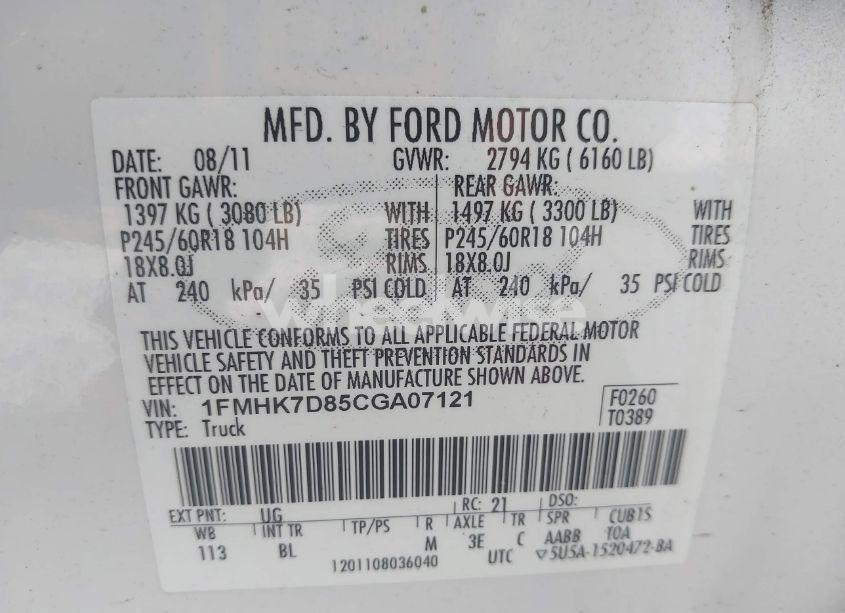 MFD. BY FORD MOTOR CO.
DATE: 08/11 GVWR: 2794 KG ( 6160 LB)
FRONT GAWR: REAR GAWR:
1397 KG ( 3080 LB) WITH 1497 KG ( 3300 LB) WITH
P245/60R18 104H TIRES P245/60R18 104H TIRES
18X8.0J RIMS 18X8.0J RIMS
AT 240 kPa/ 35 PSI COLD AT 240 kPa/ 35 PSI COLD
wheelwise
THIS VEHICLE CONFORMS TO ALL APPLICABLE FEDERAL MOTOR
VEHICLE SAFETY AND THEFT PREVENTION STANDARDS IN
EFFECT ON THE DATE OF MANUFACTURE SHOWN ABOVE.
VIN: 1FMHK7D85CGA07121 F0260
TYPE: Truck T0389
EXT PNT: UG RC: 21 DSO:
WB INT TR TP/PS R AXLE TR SPR CUB1S
113 BL M 3E C AABB TOA
1201108036040 UTC ▽5U5A-1520472-BA